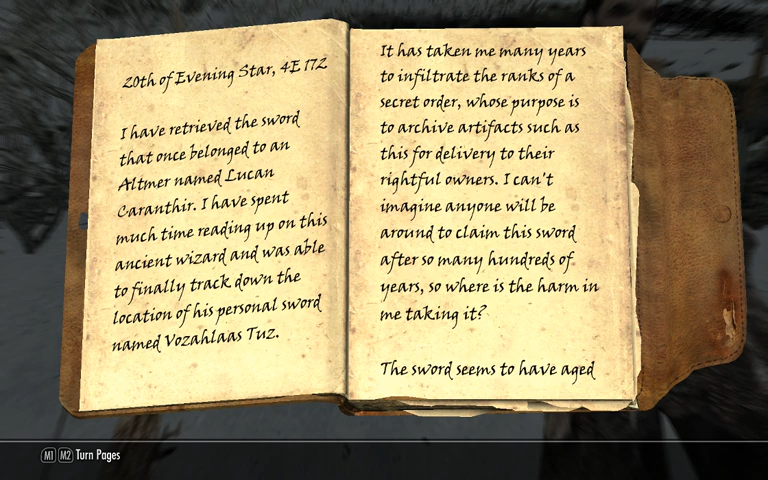 20th of Evening Star, 4E 172
I have retrieved the sword
that once belonged to an
Altmer named Lucan
Caranthir. I have spent
much time reading up on this
ancient wizard and was able
to finally track down the
location of his personal sword
named Vozahlaas Tuz.
It has taken me many years
to infiltrate the ranks of a
secret order, whose purpose is
to archive artifacts such as
this for delivery to their
rightful owners. I can't
imagine anyone will be
around to claim this sword
after so many hundreds of
years, so where is the harm in
me taking it?
The sword seems to have aged
M1 M2 Turn Pages